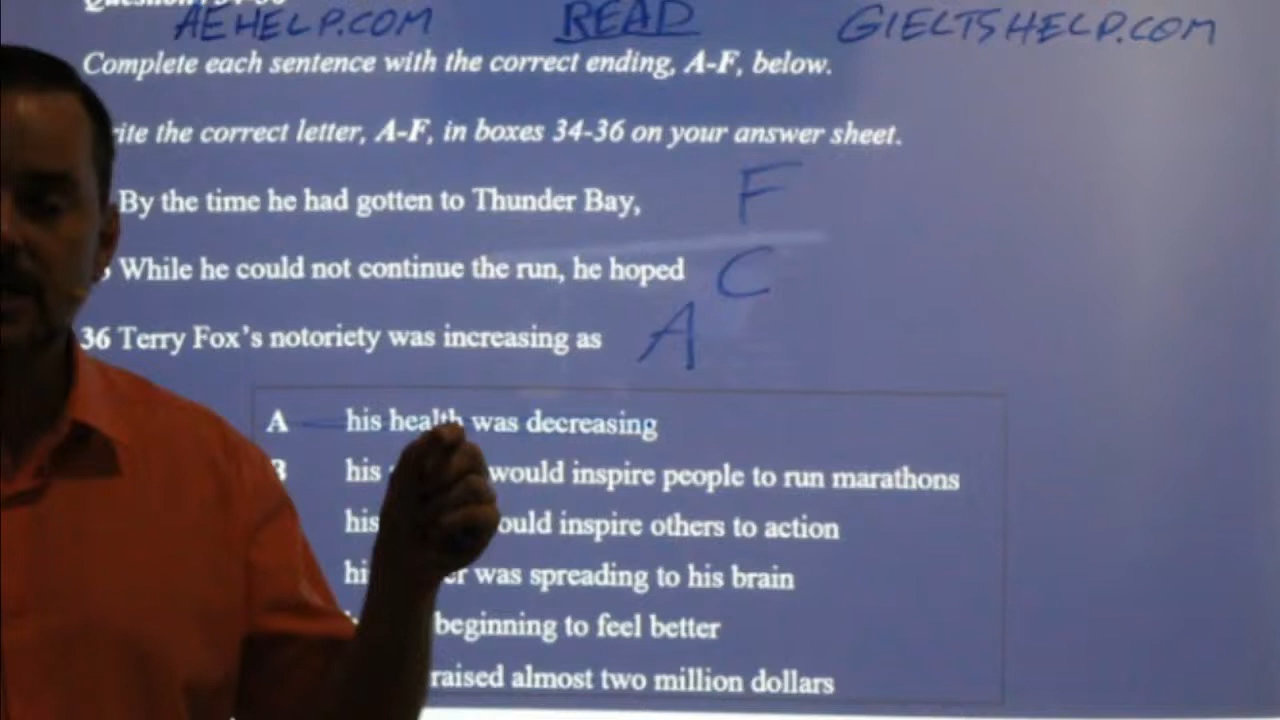 AEHELP.COM READ GIELTSHELP.COM
Complete each sentence with the correct ending, A-F, below.
the correct letter, A-F, in boxes 34-36 on your answer sheet.
By the time he had gotten to Thunder Bay, F
While he could not continue the run, he hoped C
36 Terry Fox's notoriety was increasing as A
A his health was decreasing
his would inspire people to run marathons
his inspire others to action
was spreading to his brain
beginning to feel better
raised almost two million dollars